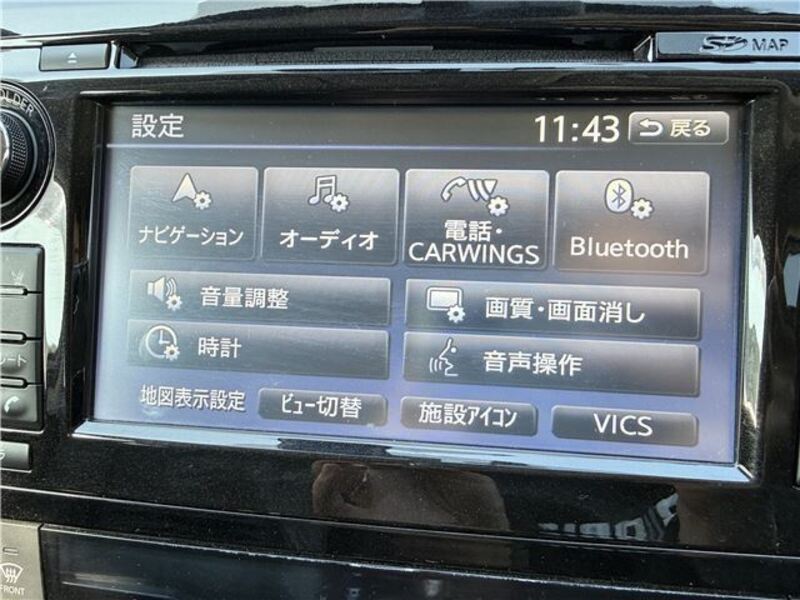 SD MAP
OLDER
設定
11:43
戻る
ナビゲーション
オーディオ
電話・
CARWINGS
Bluetooth
音量調整
画質・画面消し
時計
音声操作
地図表示設定
ビュー切替
施設アイコン
VICS
FRONT